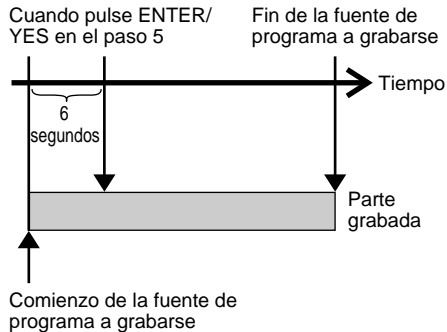 Cuando pulse ENTER/
YES en el paso 5
Fin de la fuente de
programa a grabarse
Tiempo
6
segundos
Parte
grabada
Comienzo de la fuente de
programa a grabarse